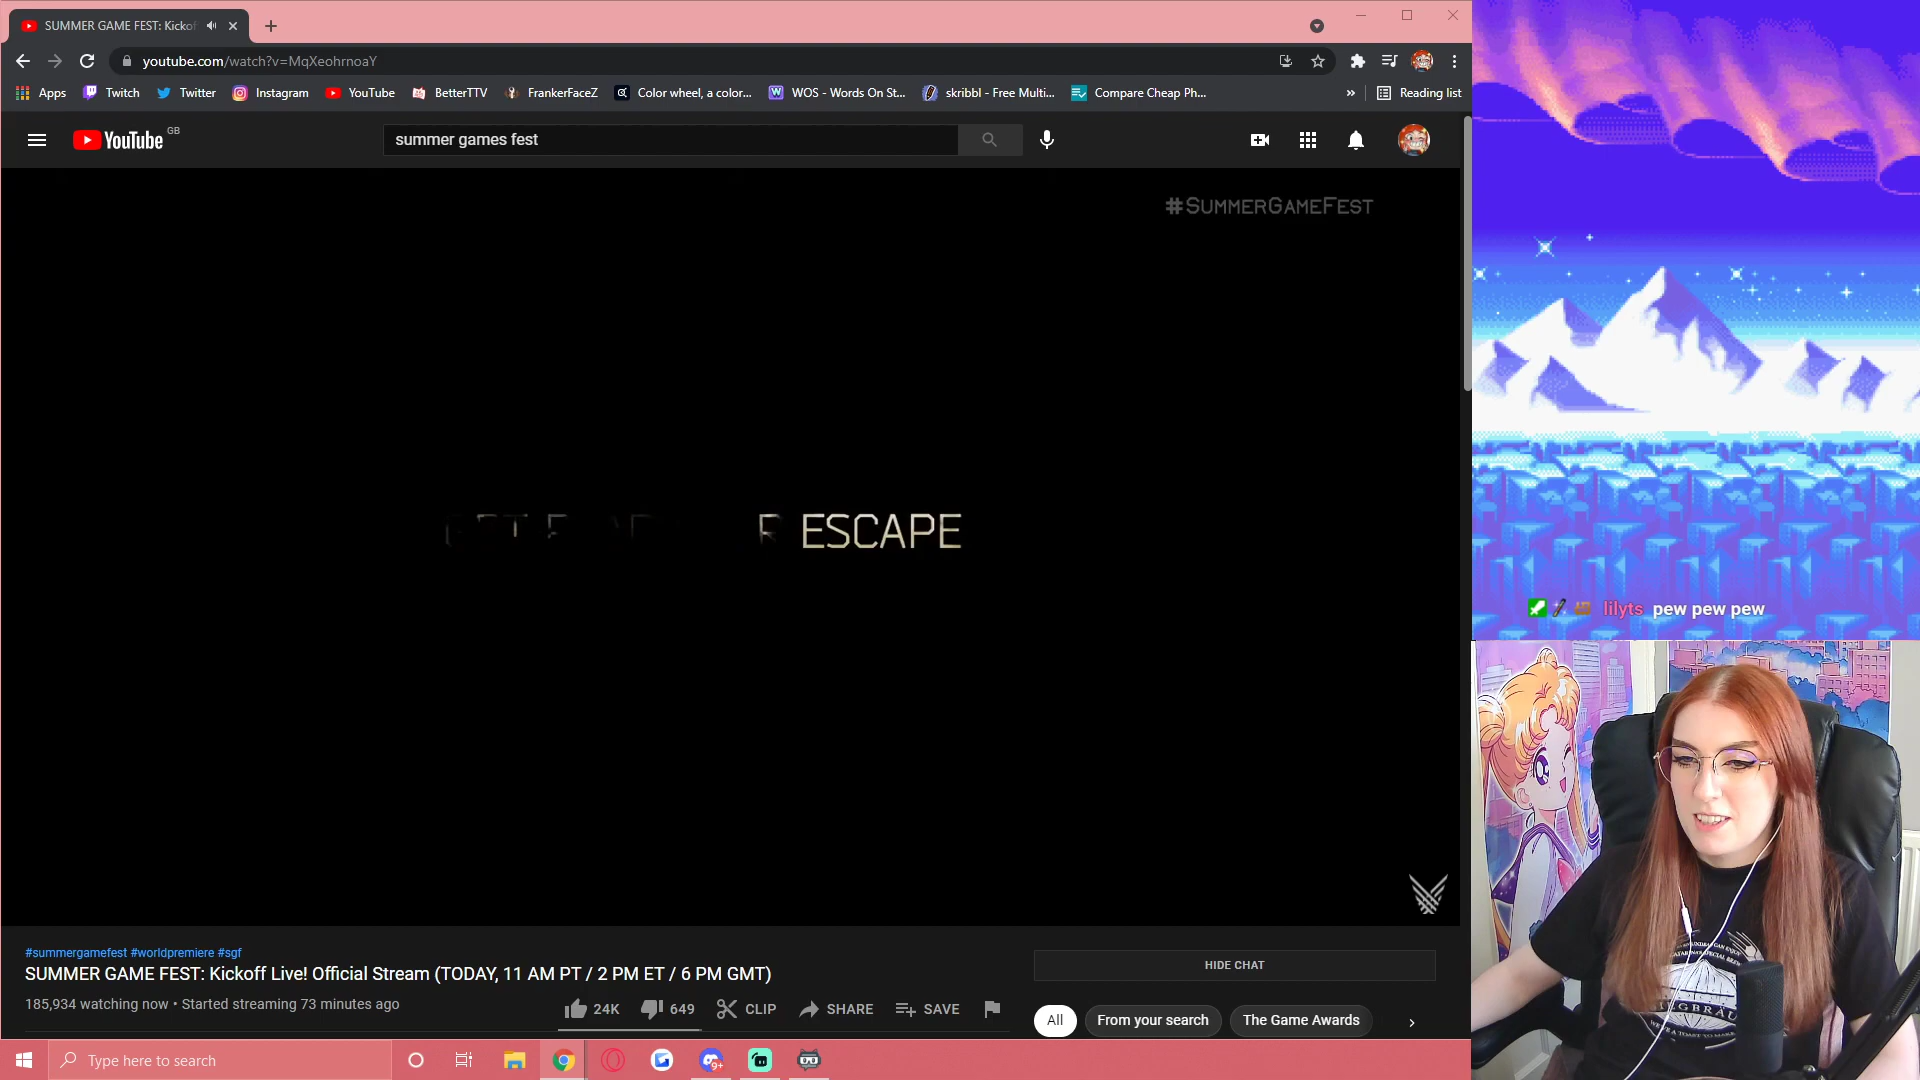 SUMMER GAME FEST: Kickof
youtube.com/watch?v=MqXeohrnoaY
Apps Twitch Twitter Instagram YouTube BetterTTV FrankerFaceZ Color wheel, a color... WOS - Words On St... skribbl - Free Multi... Compare Cheap Ph... » Reading list
YouTube GB
summer games fest
#SUMMERGAMEFEST
ESCAPE
lilyts pew pew pew
#summergamefest #worldpremiere #sgf
SUMMER GAME FEST: Kickoff Live! Official Stream (TODAY, 11 AM PT / 2 PM ET / 6 PM GMT)
185,934 watching now • Started streaming 73 minutes ago
24K 649 CLIP SHARE SAVE
HIDE CHAT
All From your search The Game Awards
Type here to search
9+